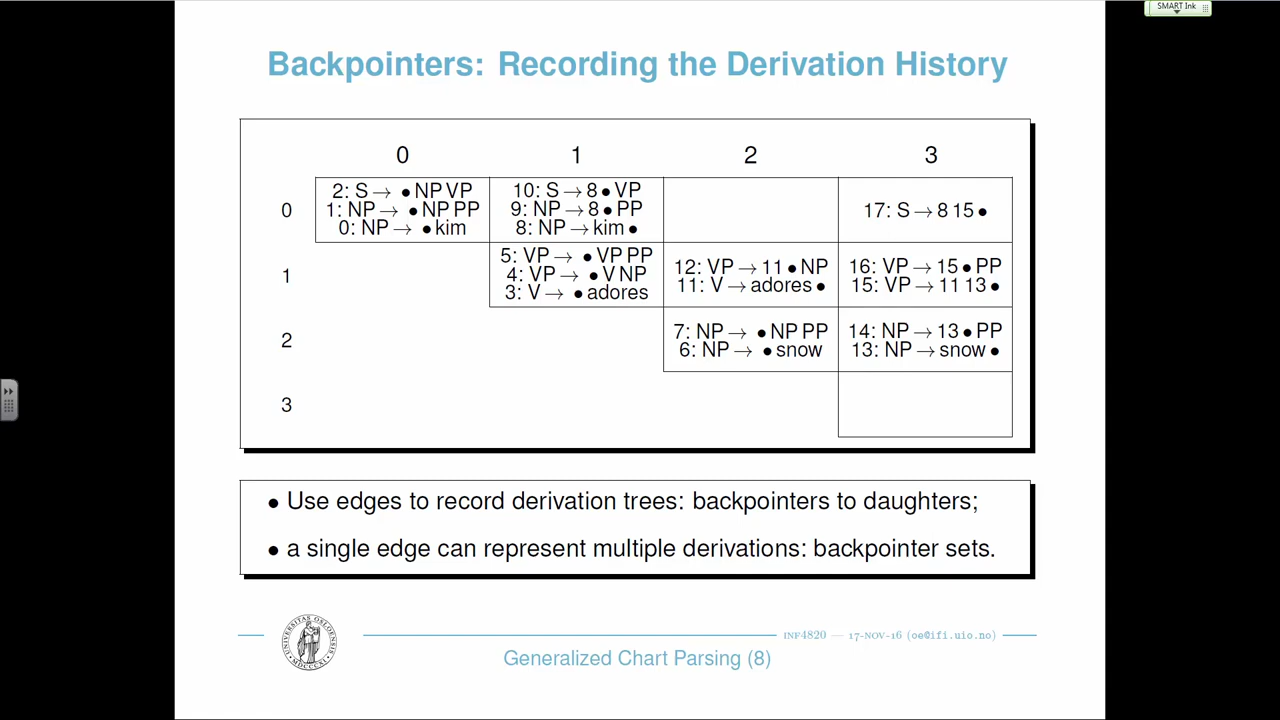 SMART Ink
Backpointers: Recording the Derivation History
0 1 2 3
0
2: S → • NP VP
1: NP → • NP PP
0: NP → • kim
10: S → 8 • VP
9: NP → 8 • PP
8: NP → kim •
17: S → 8 15 •
1
5: VP → • VP PP
4: VP → • V NP
3: V → • adores
12: VP → 11 • NP
11: V → adores •
16: VP → 15 • PP
15: VP → 11 13 •
2
7: NP → • NP PP
6: NP → • snow
14: NP → 13 • PP
13: NP → snow •
3
• Use edges to record derivation trees: backpointers to daughters;
• a single edge can represent multiple derivations: backpointer sets.
UNIVERSITAS OSLOENSIS
MDCCCXI
INF4820 — 17-NOV-16 (oe@ifi.uio.no)
Generalized Chart Parsing (8)